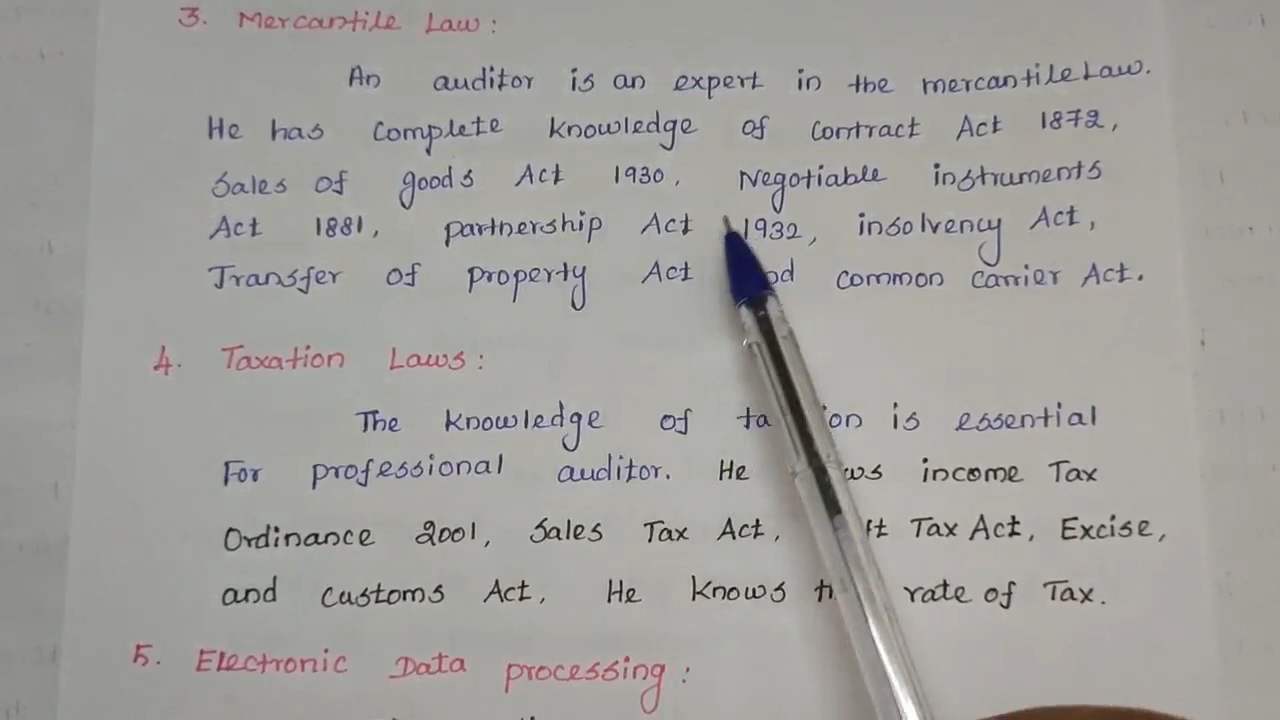 3. Mercantile Law:
An auditor is an expert in the mercantile Law.
He has complete knowledge of contract Act 1872,
Sales of goods Act 1930, Negotiable instruments
Act 1881, partnership Act 1932, insolvency Act,
Transfer of property Act common carrier Act.
4. Taxation Laws:
The knowledge of is essential
For professional auditor. He income Tax
Ordinance 2001, Sales Tax Act, Tax Act, Excise,
and customs Act, He knows rate of Tax.
5. Electronic Data processing: